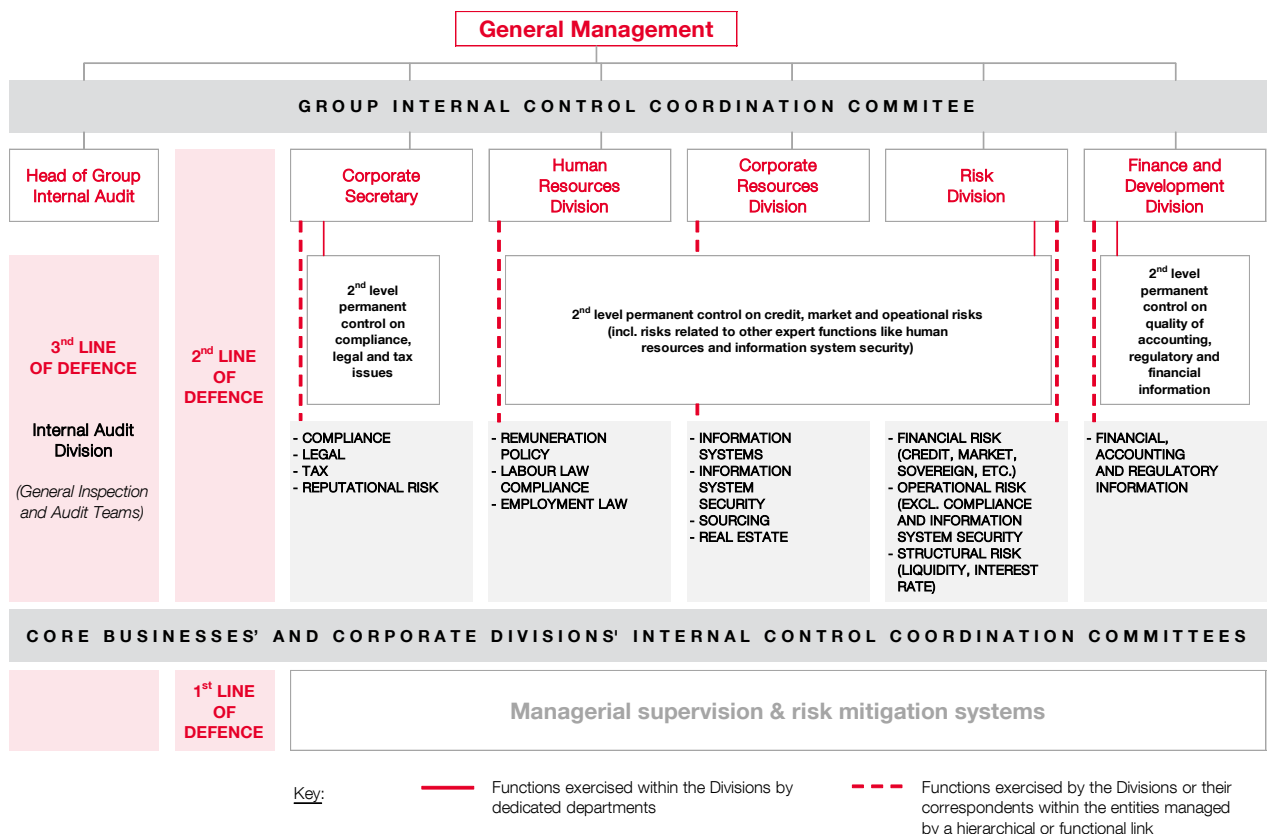 General Management
GROUP INTERNAL CONTROL COORDINATION COMMITEE
Head of Group
Internal Audit
Corporate
Secretary
Human
Resources
Division
Corporate
Resources
Division
Risk
Division
Finance and
Development
Division
3nd LINE
OF DEFENCE
Internal Audit
Division
(General Inspection
and Audit Teams)
2nd LINE
OF
DEFENCE
2nd level
permanent
control on
compliance,
legal and tax
issues
2nd level permanent control on credit, market and opeational risks
(incl. risks related to other expert functions like human
resources and information system security)
2nd level
permanent
control on
quality of
accounting,
regulatory and
financial
information
- COMPLIANCE
- LEGAL
- TAX
- REPUTATIONAL RISK
- REMUNERATION
POLICY
- LABOUR LAW
COMPLIANCE
- EMPLOYMENT LAW
- INFORMATION
SYSTEMS
- INFORMATION
SYSTEM
SECURITY
- SOURCING
- REAL ESTATE
- FINANCIAL RISK
(CREDIT, MARKET,
SOVEREIGN, ETC.)
- OPERATIONAL RISK
(EXCL. COMPLIANCE
AND INFORMATION
SYSTEM SECURITY
- STRUCTURAL RISK
(LIQUIDITY, INTEREST
RATE)
- FINANCIAL,
ACCOUNTING
AND REGULATORY
INFORMATION
CORE BUSINESSES’ AND CORPORATE DIVISIONS' INTERNAL CONTROL COORDINATION COMMITTEES
1st LINE
OF
DEFENCE
Managerial supervision & risk mitigation systems
Key:
Functions exercised within the Divisions by
dedicated departments
Functions exercised by the Divisions or their
correspondents within the entities managed
by a hierarchical or functional link